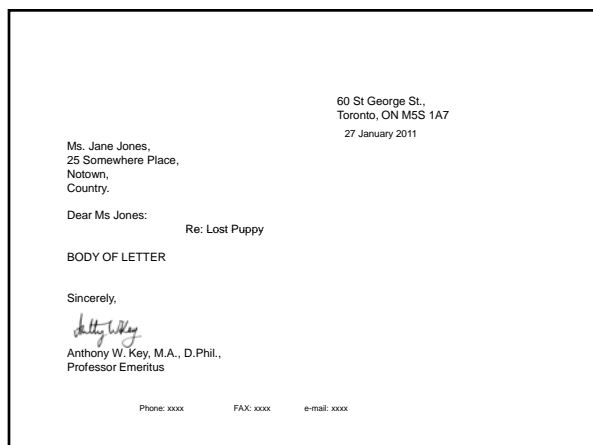 60 St George St.,
Toronto, ON M5S 1A7
27 January 2011
Ms. Jane Jones,
25 Somewhere Place,
Notown,
Country.
Dear Ms Jones:
Re: Lost Puppy
BODY OF LETTER
Sincerely,
Anthony W. Key, M.A., D.Phil.,
Professor Emeritus
Phone: xxxx FAX: xxxx e-mail: xxxx